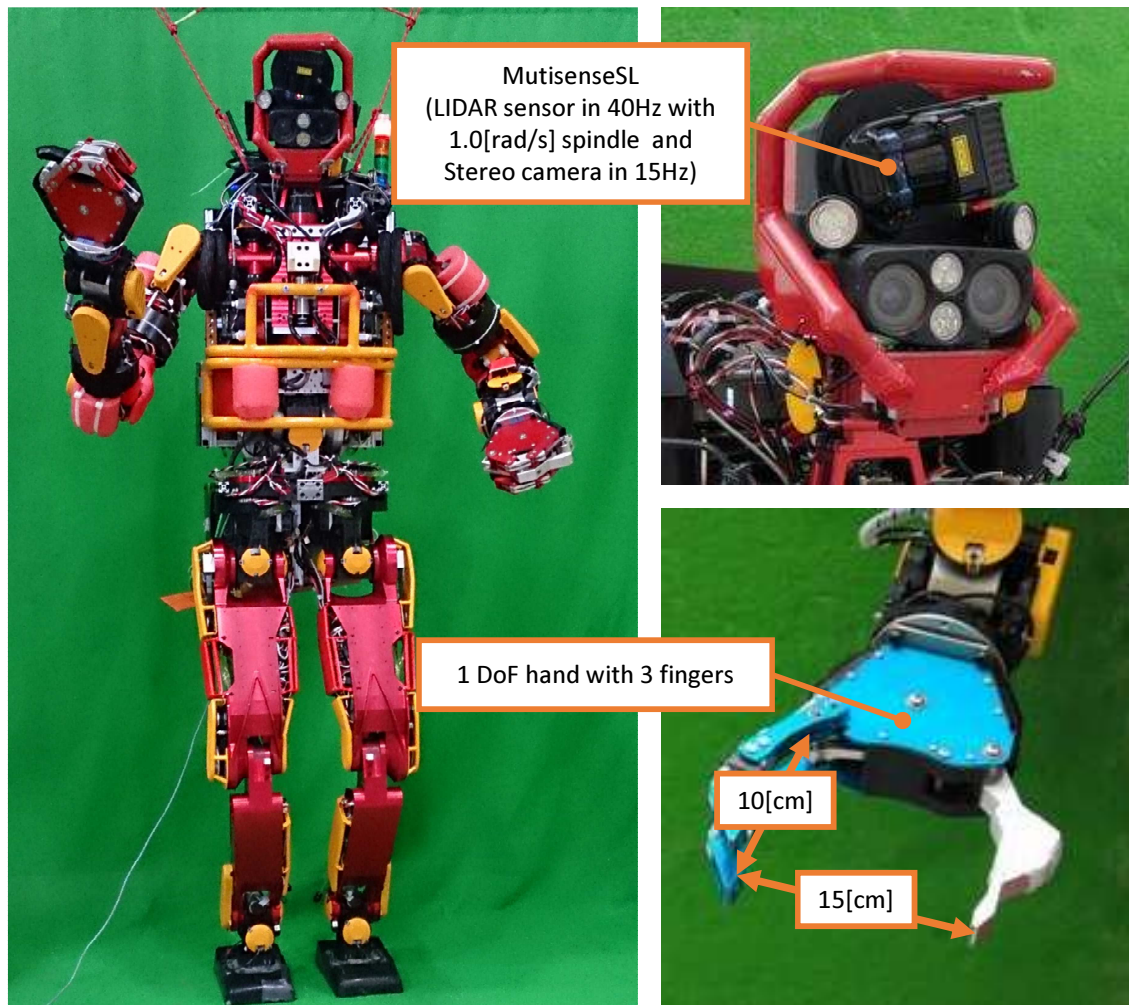 MutisenseSL
(LIDAR sensor in 40Hz with
1.0[rad/s] spindle and
Stereo camera in 15Hz)
1 DoF hand with 3 fingers
10[cm]
15[cm]